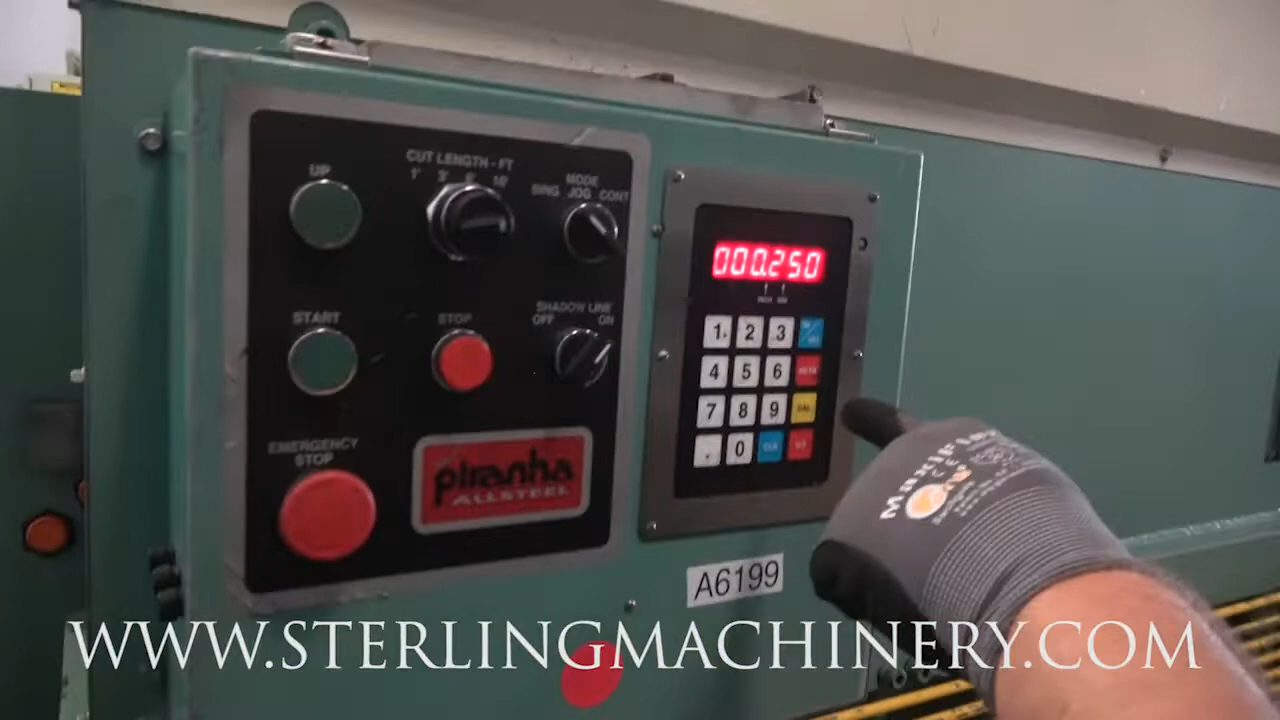 UP
CUT LENGTH - FT
1' 3' 6' 10'
MODE
SING JOG CONT
START
STOP
SHADOW LINE
OFF ON
EMERGENCY
STOP
piranha
ALLSTEEL
000.250
1 2 3
4 5 6
7 8 9
. 0
A6199
MaxiFlex
WWW.STERLINGMACHINERY.COM